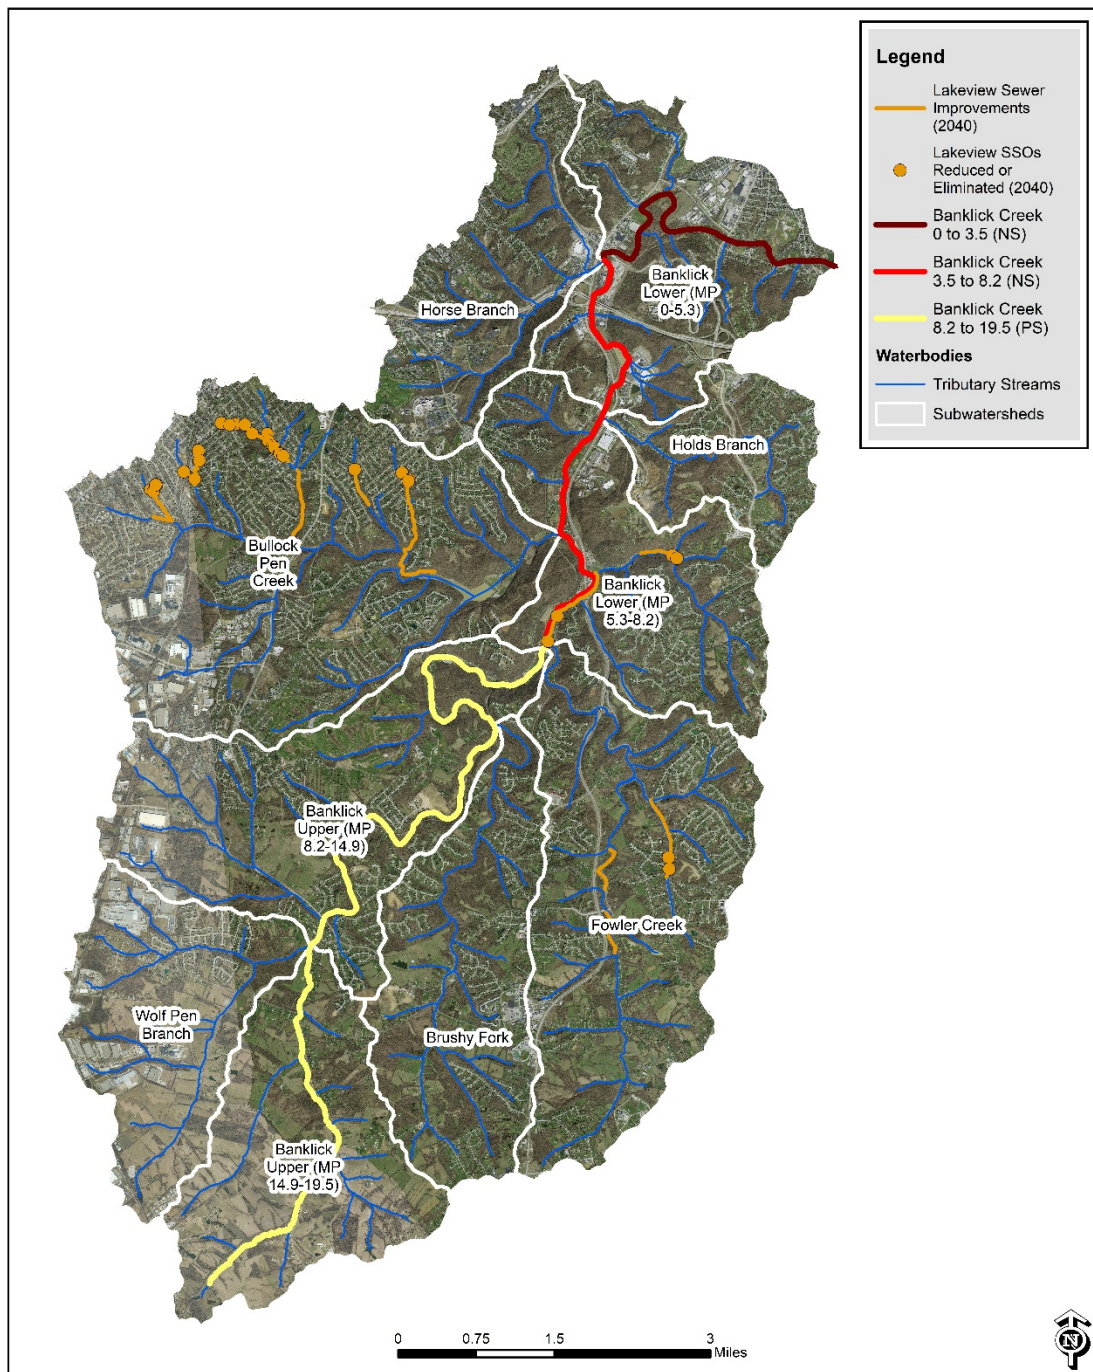 Legend
Lakeview Sewer
Improvements
(2040)
Lakeview SSOs
Reduced or
Eliminated (2040)
Banklick Creek
0 to 3.5 (NS)
Banklick Creek
3.5 to 8.2 (NS)
Banklick Creek
8.2 to 19.5 (PS)
Waterbodies
Tributary Streams
Subwatersheds
Banklick
Lower (MP
0-5.3)
Horse Branch
Holds Branch
Bullock
Pen
Creek
Banklick
Lower (MP
5.3-8.2)
Banklick
Upper (MP
8.2-14.9)
Fowler Creek
Wolf Pen
Branch
Brushy Fork
Banklick
Upper (MP
14.9-19.5)
0 0.75 1.5 3
Miles
N